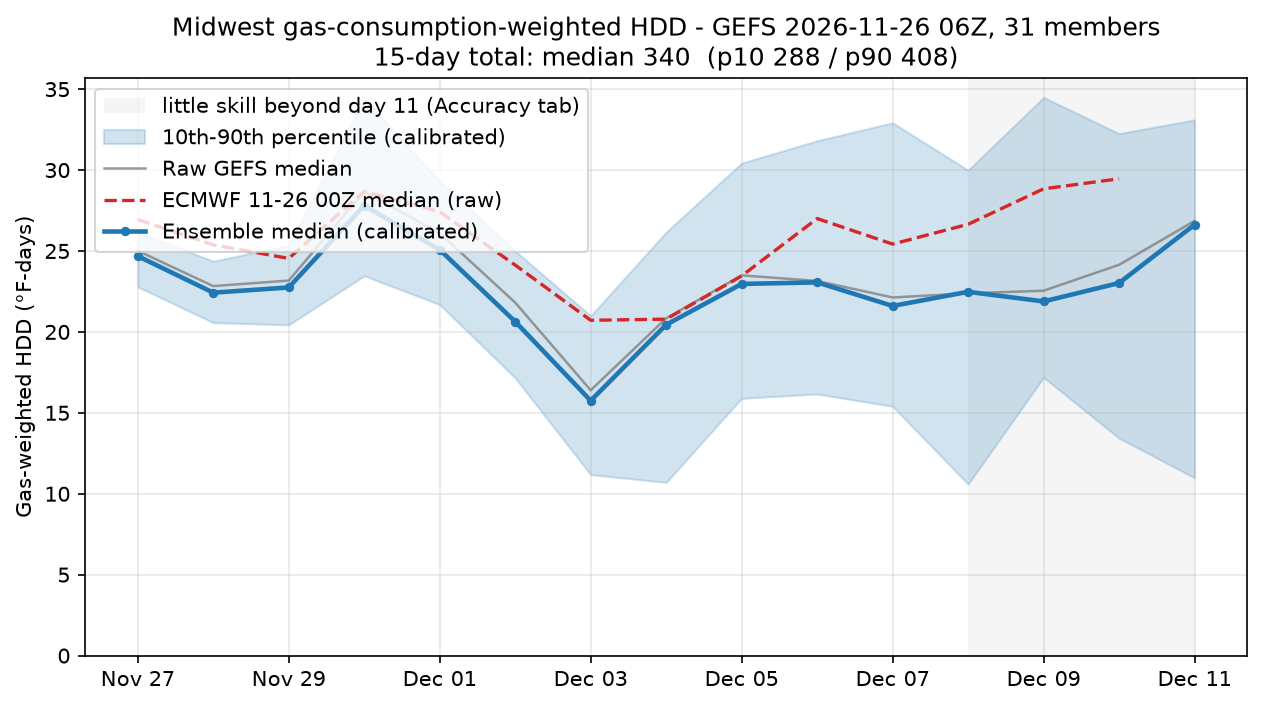 Midwest gas-consumption-weighted HDD - GEFS 2026-11-26 06Z, 31 members
15-day total: median 340  (p10 288 / p90 408)
Gas-weighted HDD (°F-days)
35
30
25
20
15
10
5
0
little skill beyond day 11 (Accuracy tab)
10th-90th percentile (calibrated)
Raw GEFS median
ECMWF 11-26 00Z median (raw)
Ensemble median (calibrated)
Nov 27 Nov 29 Dec 01 Dec 03 Dec 05 Dec 07 Dec 09 Dec 11